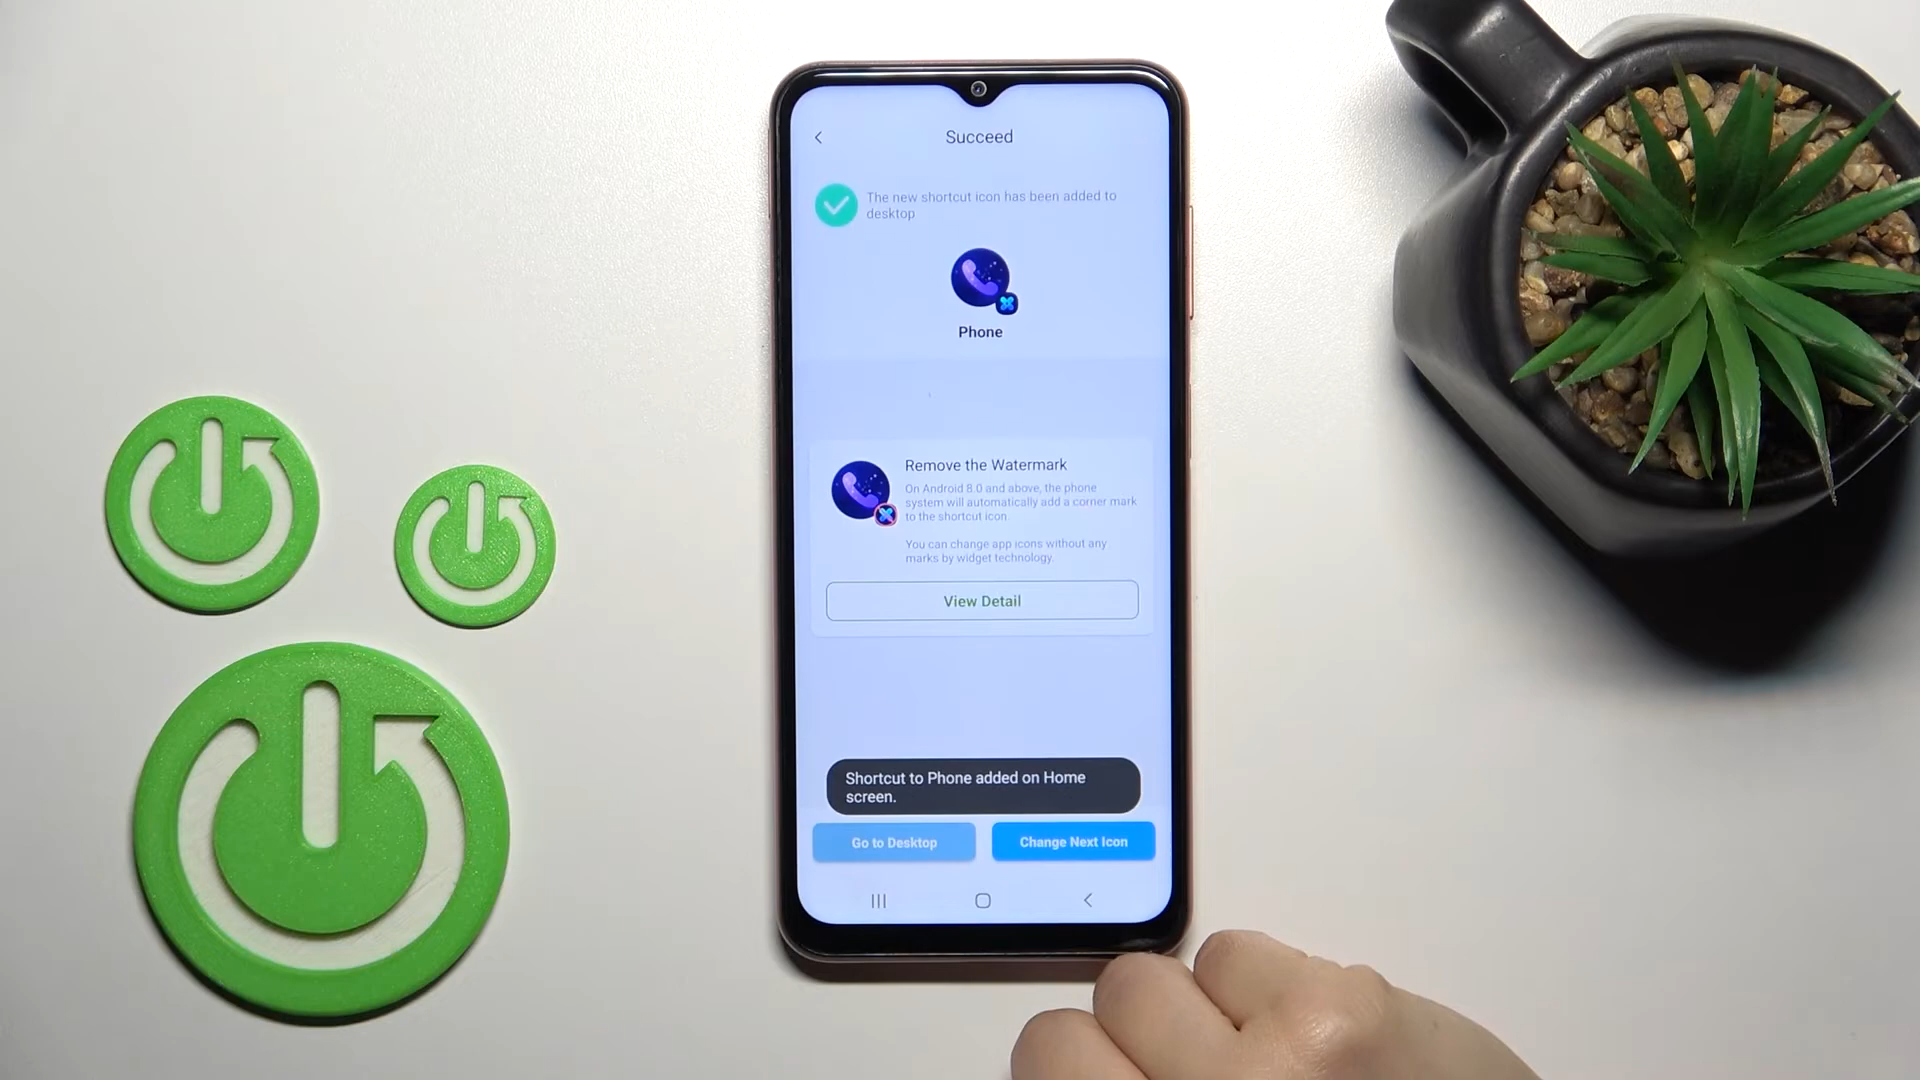 Succeed
The new shortcut icon has been added to
desktop
Phone
Remove the Watermark
On Android 8.0 and above, the phone
system will automatically add a corner mark
to the shortcut icon.
You can change app icons without any
marks by widget technology.
View Detail
Shortcut to Phone added on Home
screen.
Go to Desktop
Change Next Icon